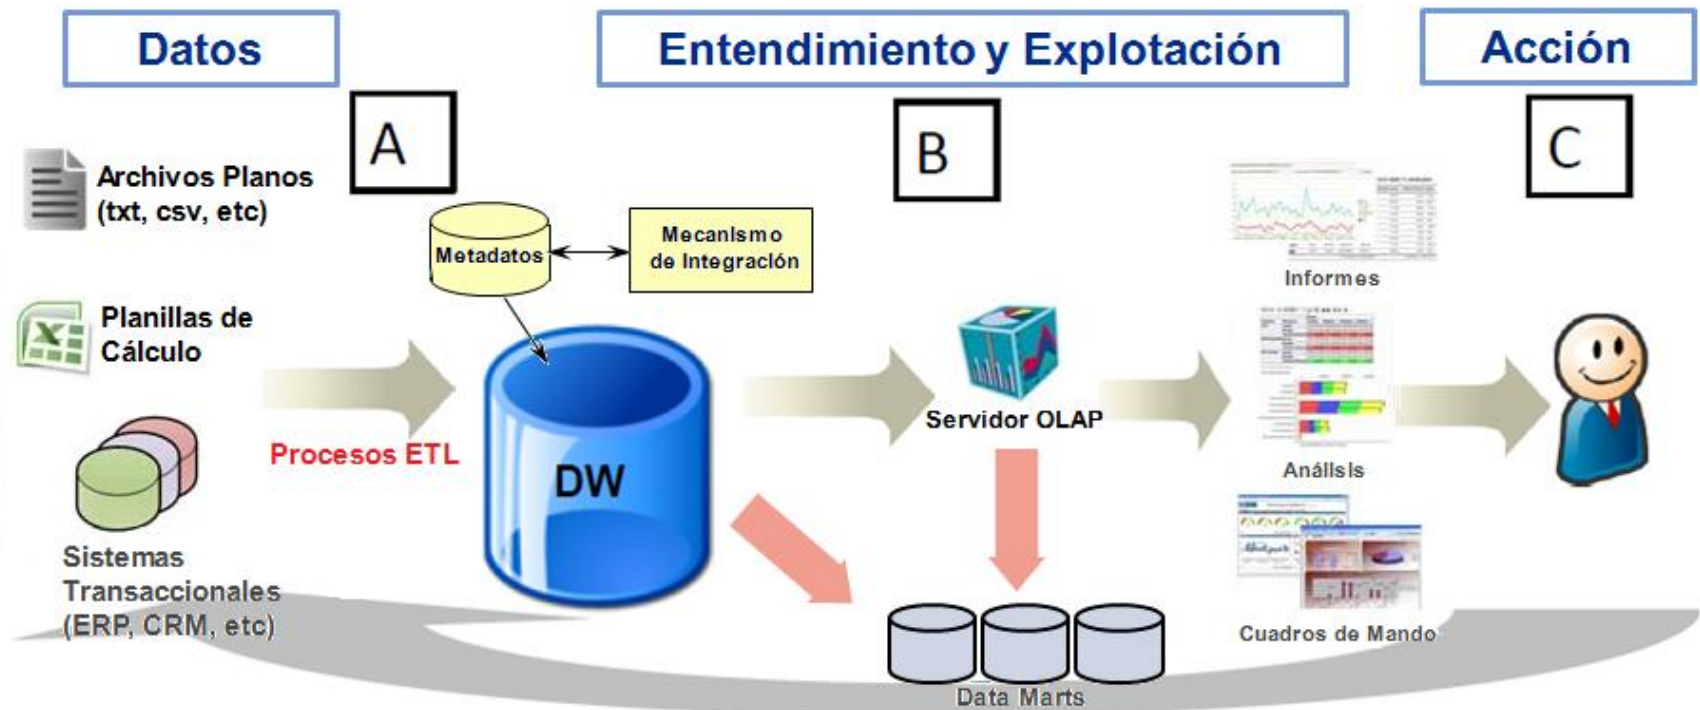 Datos
Entendimiento y Explotación
Acción
A
B
C
Archivos Planos
(txt, csv, etc)
Metadatos
Mecanismo
de Integración
Informes
Planillas de
Cálculo
Servidor OLAP
Procesos ETL
DW
Análisis
Sistemas
Transaccionales
(ERP, CRM, etc)
Cuadros de Mando
Data Marts